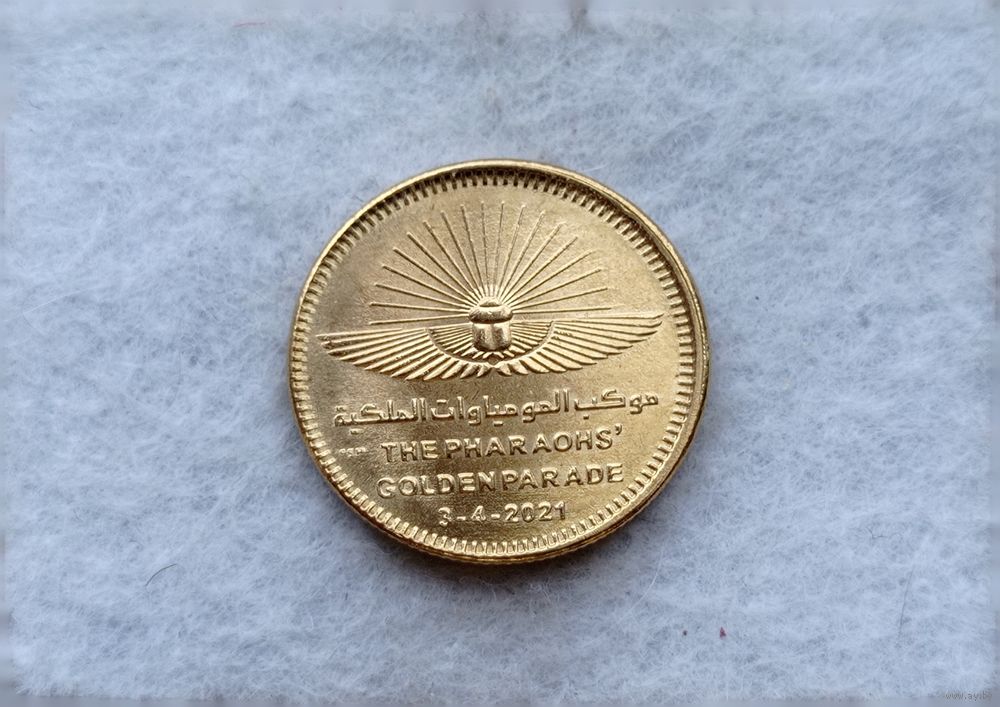 موكب المومياوات الملكية
THE PHARAOHS'
GOLDEN PARADE
3-4-2021